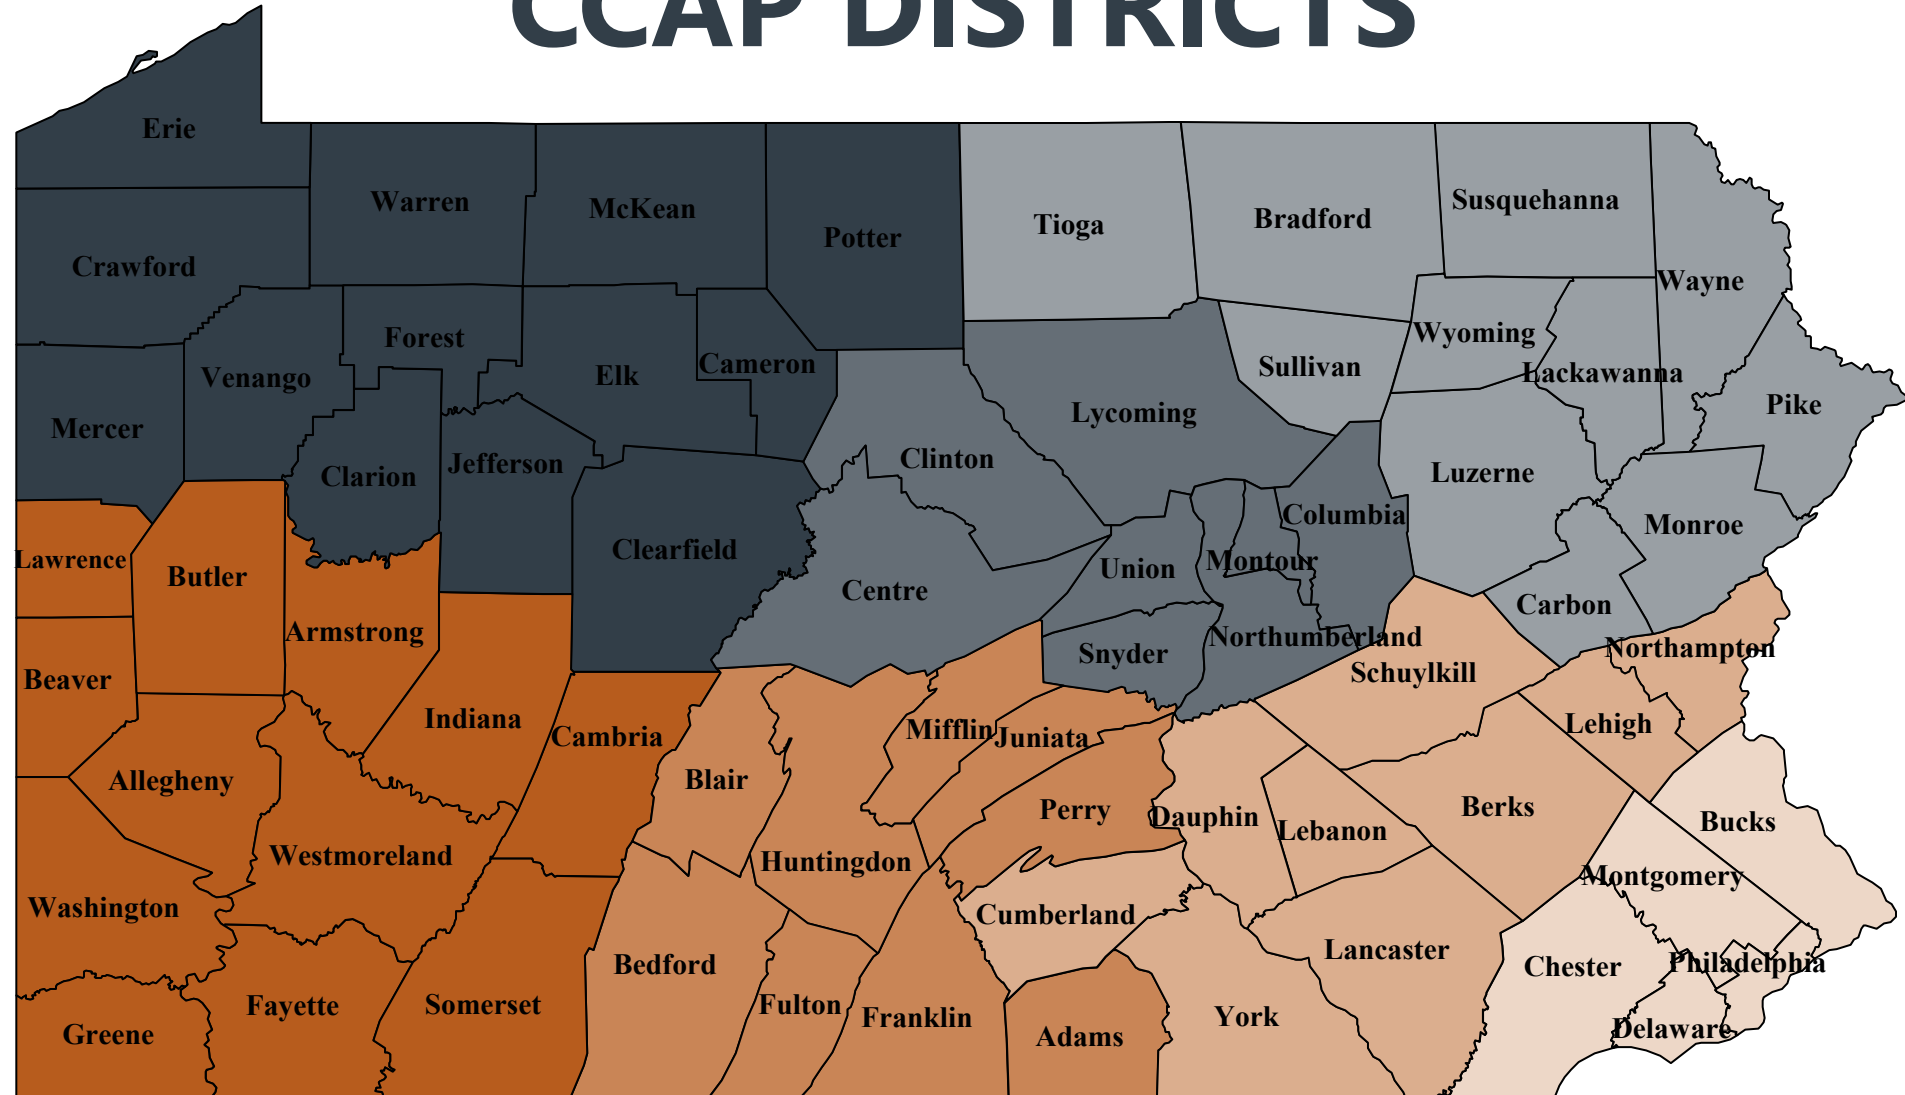 CCAP DISTRICTS
Erie
Warren
McKean
Potter
Tioga
Bradford
Susquehanna
Wayne
Crawford
Forest
Venango
Elk
Cameron
Sullivan
Wyoming
Lackawanna
Pike
Mercer
Clarion
Jefferson
Clinton
Lycoming
Luzerne
Monroe
Lawrence
Butler
Clearfield
Centre
Union
Montour
Columbia
Carbon
Armstrong
Beaver
Snyder
Northumberland
Schuylkill
Northampton
Indiana
Cambria
Mifflin
Juniata
Lehigh
Allegheny
Blair
Perry
Dauphin
Lebanon
Berks
Bucks
Westmoreland
Huntingdon
Montgomery
Washington
Cumberland
Bedford
Lancaster
Chester
Philadelphia
Greene
Fayette
Somerset
Fulton
Franklin
Adams
York
Delaware